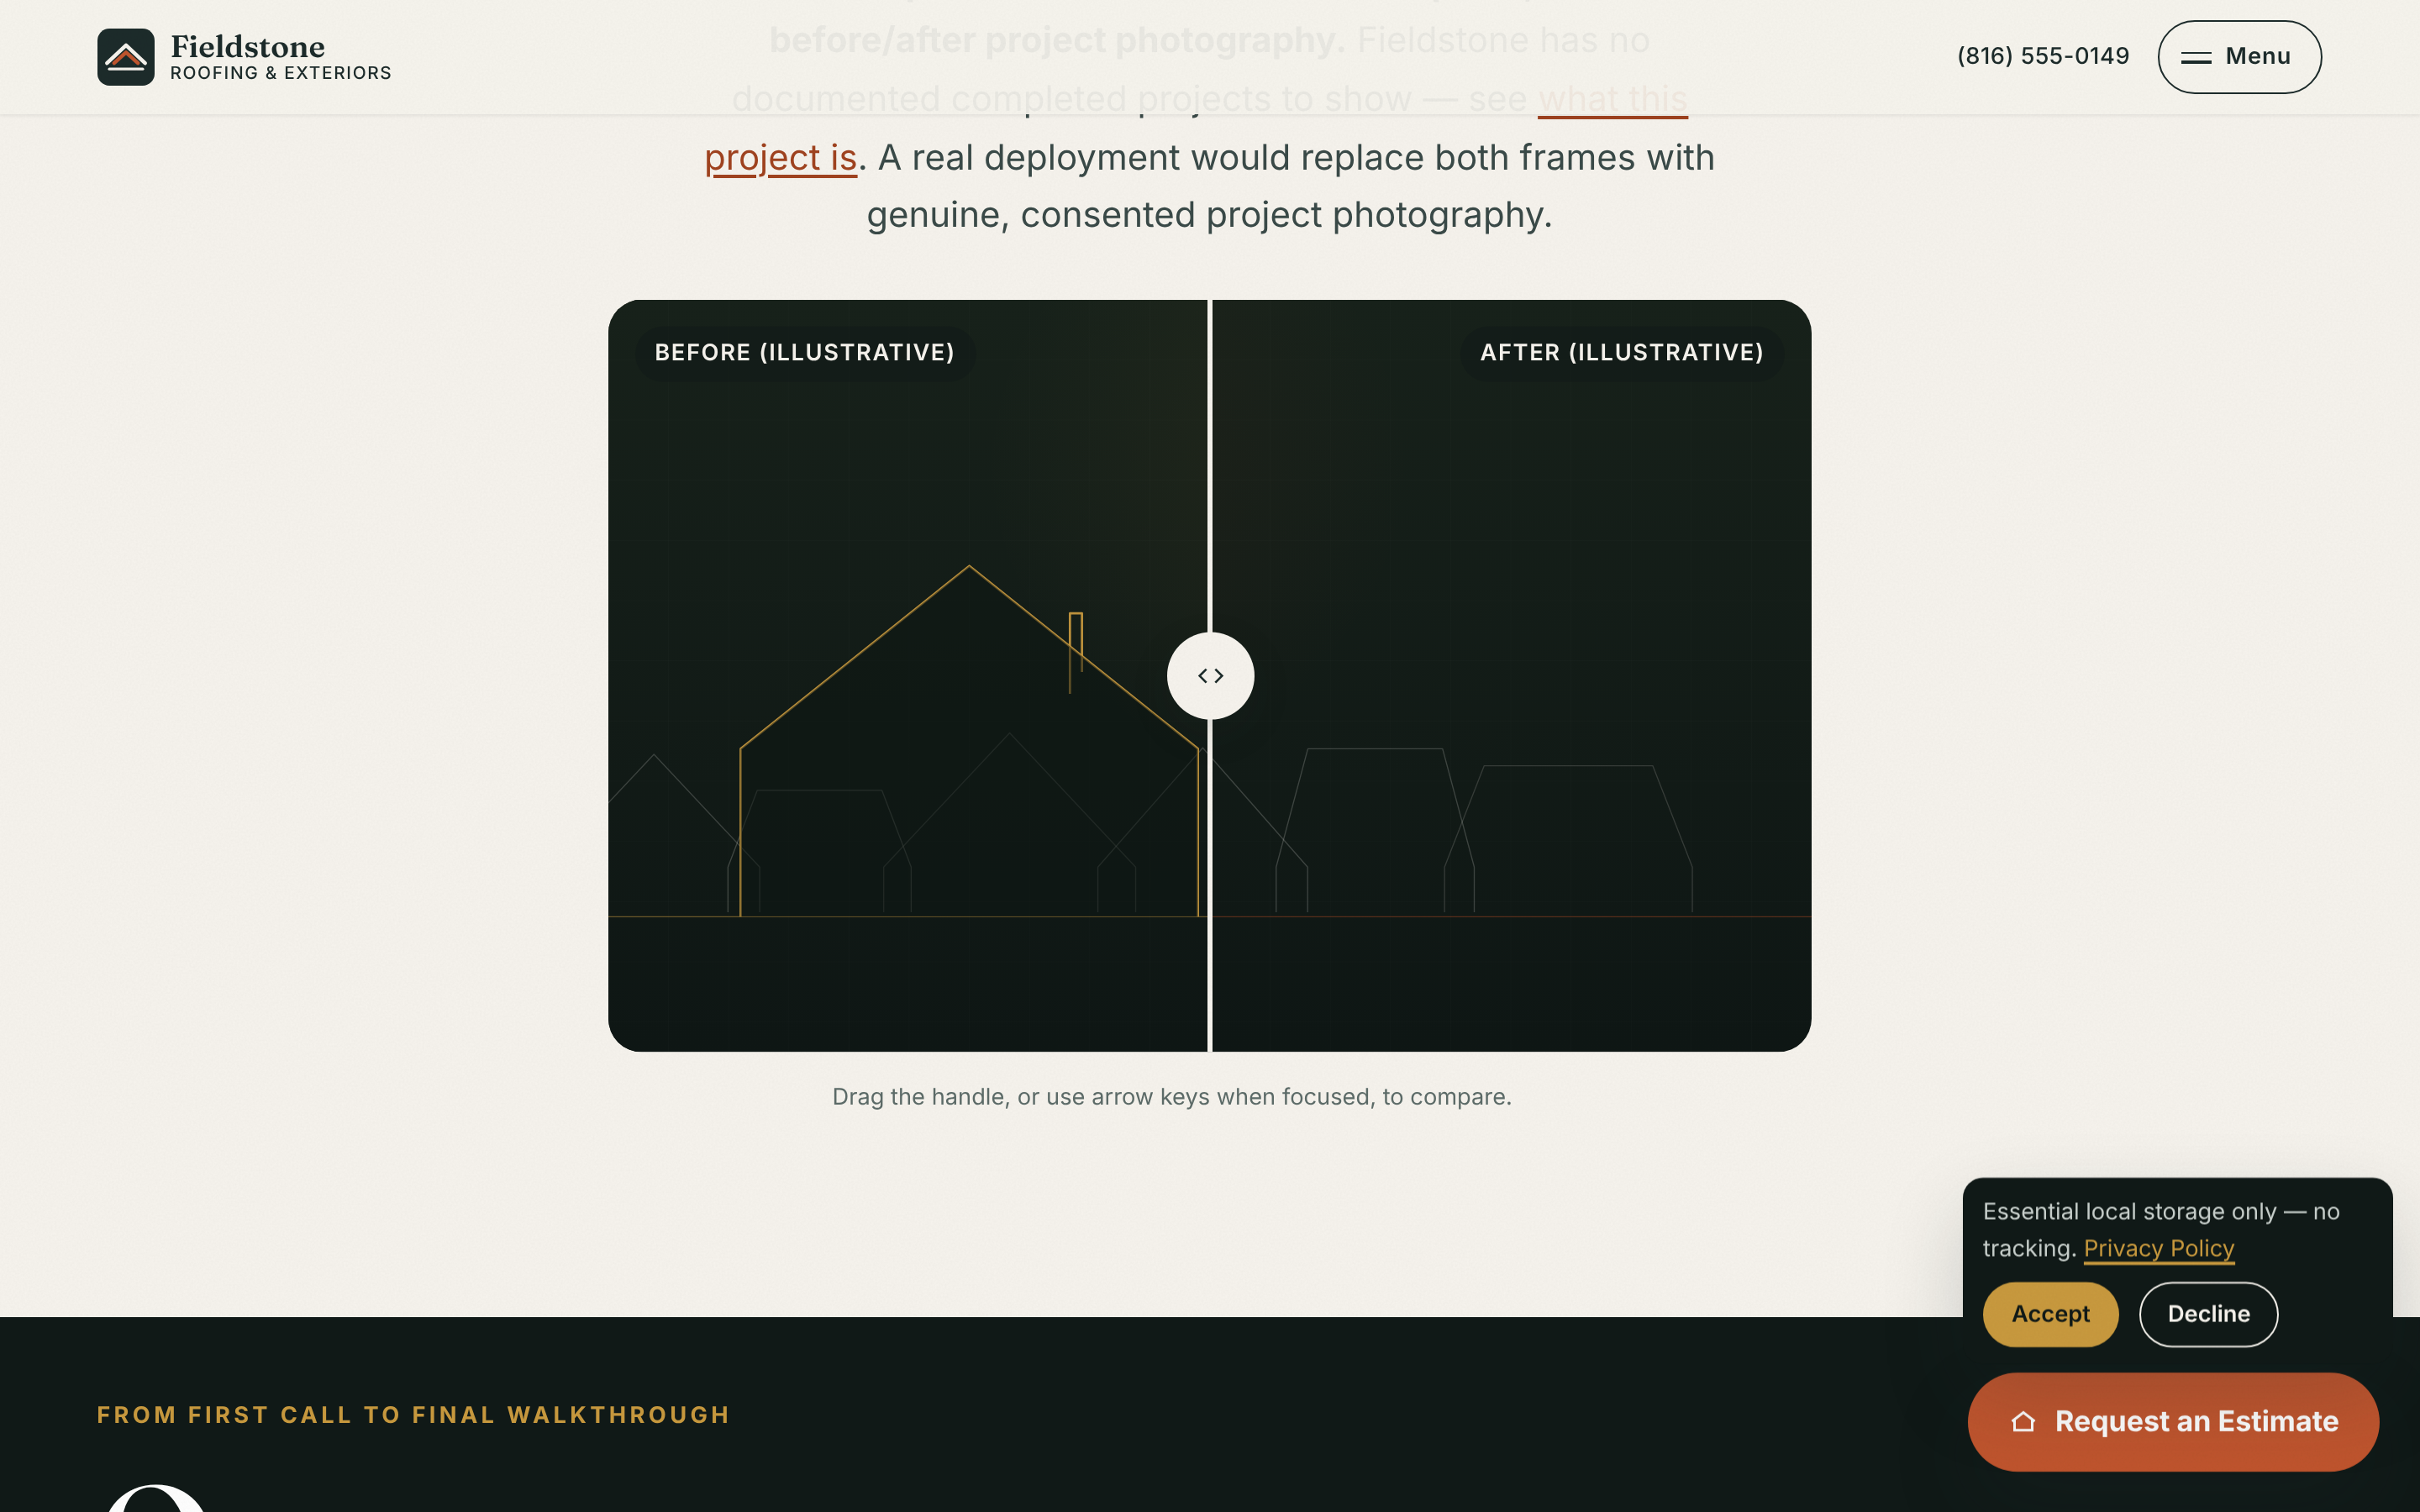 Fieldstone
ROOFING & EXTERIORS
(816) 555-0149
Menu
before/after project photography. Fieldstone has no
documented completed projects to show — see what this
project is. A real deployment would replace both frames with
genuine, consented project photography.
BEFORE (ILLUSTRATIVE)
AFTER (ILLUSTRATIVE)
Drag the handle, or use arrow keys when focused, to compare.
Essential local storage only — no
tracking. Privacy Policy
Accept
Decline
FROM FIRST CALL TO FINAL WALKTHROUGH
Request an Estimate